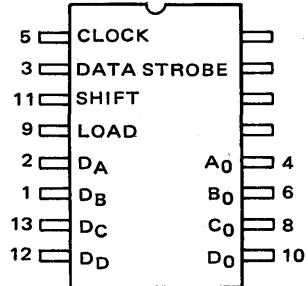 5 CLOCK
3 DATA STROBE
11 SHIFT
9 LOAD
2 DA A0 4
1 DB B0 6
13 DC C0 8
12 DD D0 10